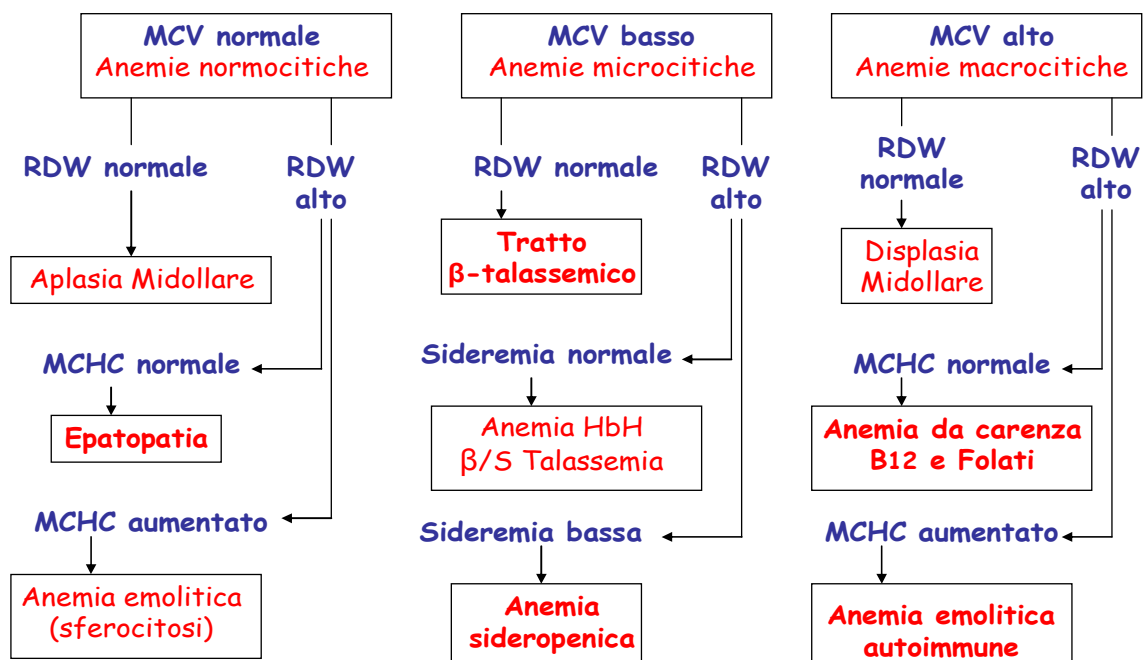 MCV normale
Anemie normocitiche
RDW normale
RDW
alto
Aplasia Midollare
MCHC normale
Epatopatia
MCHC aumentato
Anemia emolitica
(sferocitosi)
MCV basso
Anemie microcitiche
RDW normale
RDW
alto
Tratto
β-talassemico
Sideremia normale
Anemia HbH
β/S Talassemia
Sideremia bassa
Anemia
sideropenica
MCV alto
Anemie macrocitiche
RDW
normale
RDW
alto
Displasia
Midollare
MCHC normale
Anemia da carenza
B12 e Folati
MCHC aumentato
Anemia emolitica
autoimmune